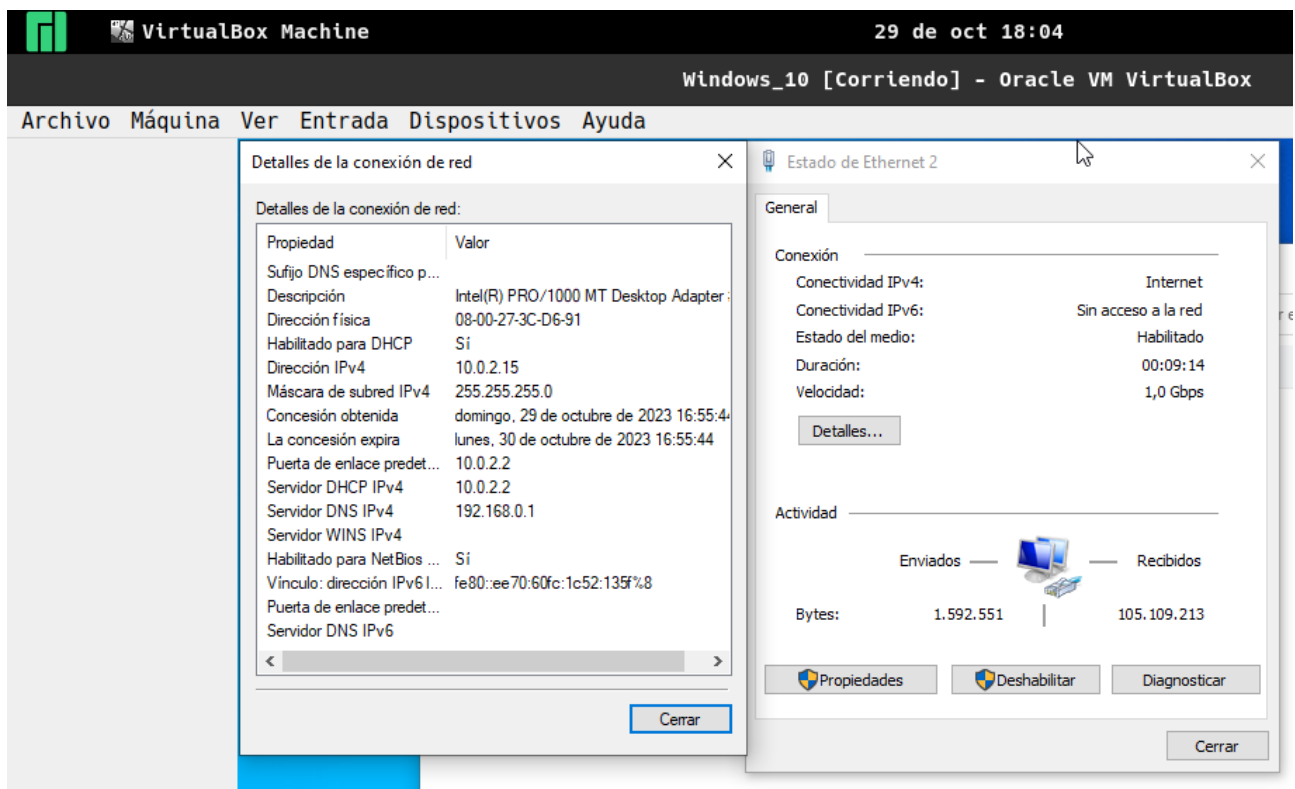 VirtualBox Machine 29 de oct 18:04
Windows_10 [Corriendo] - Oracle VM VirtualBox
Archivo Máquina Ver Entrada Dispositivos Ayuda
Detalles de la conexión de red
Detalles de la conexión de red:
Propiedad Valor
Sufijo DNS específico p...
Descripción Intel(R) PRO/1000 MT Desktop Adapter
Dirección física 08-00-27-3C-D6-91
Habilitado para DHCP Sí
Dirección IPv4 10.0.2.15
Máscara de subred IPv4 255.255.255.0
Concesión obtenida domingo, 29 de octubre de 2023 16:55:44
La concesión expira lunes, 30 de octubre de 2023 16:55:44
Puerta de enlace predet... 10.0.2.2
Servidor DHCP IPv4 10.0.2.2
Servidor DNS IPv4 192.168.0.1
Servidor WINS IPv4
Habilitado para NetBios ... Sí
Vínculo: dirección IPv6 l... fe80::ee70:60fc:1c52:135f%8
Puerta de enlace predet...
Servidor DNS IPv6
Cerrar
Estado de Ethernet 2
General
Conexión
Conectividad IPv4: Internet
Conectividad IPv6: Sin acceso a la red
Estado del medio: Habilitado
Duración: 00:09:14
Velocidad: 1,0 Gbps
Detalles...
Actividad
Enviados Recibidos
Bytes: 1.592.551 105.109.213
Propiedades Deshabilitar Diagnosticar
Cerrar